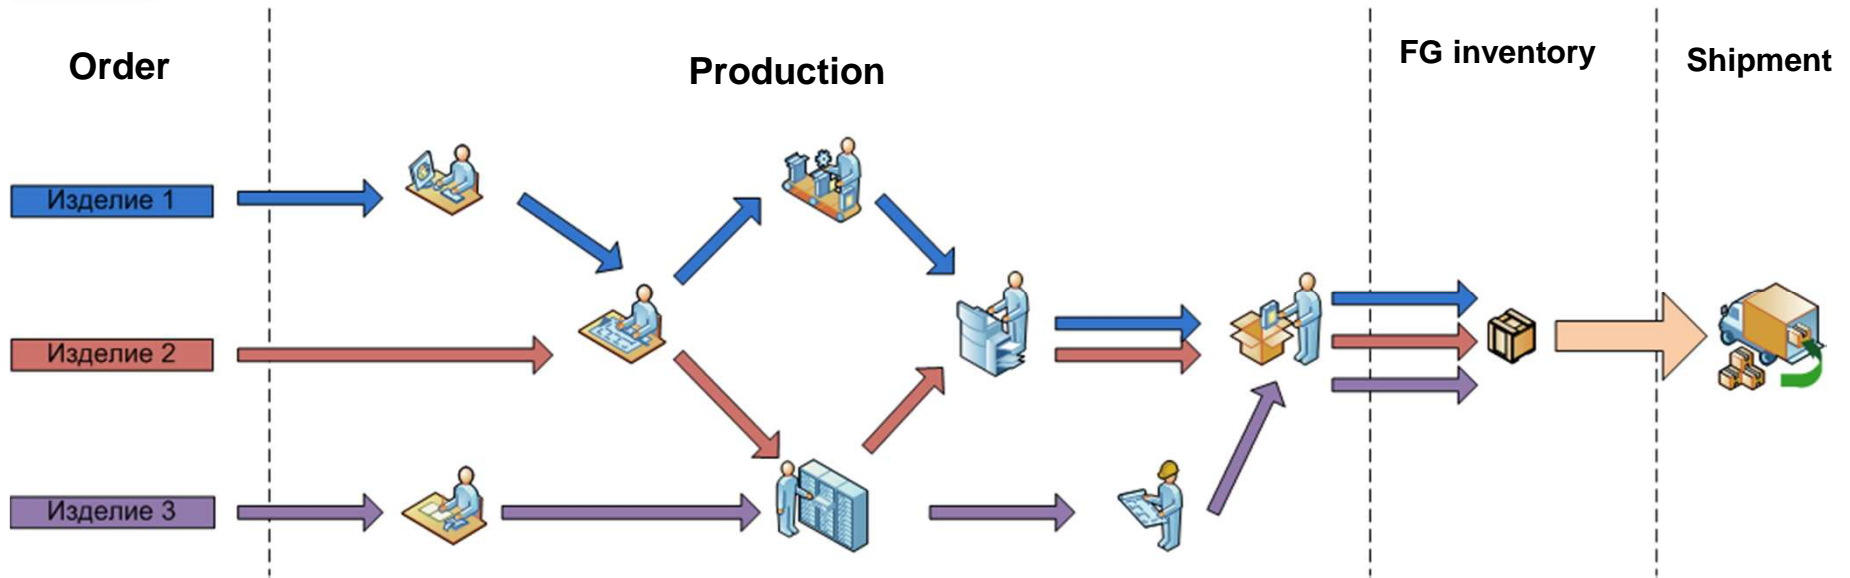 Order
Production
FG inventory
Shipment
Изделие 1
Изделие 2
Изделие 3